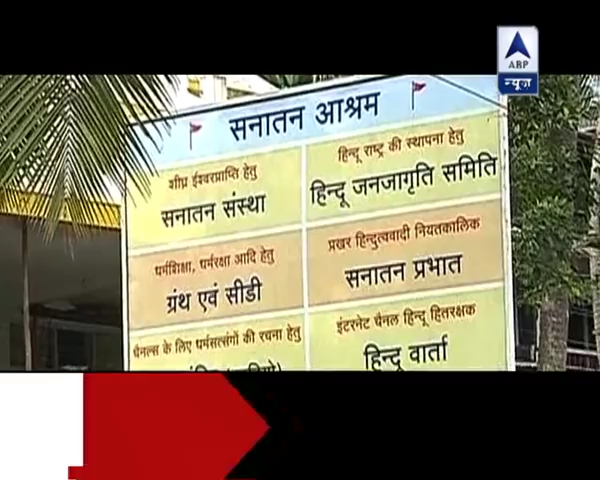 ABP
न्यूज़
सनातन आश्रम
शीघ्र ईश्वरप्राप्ति हेतु
सनातन संस्था
हिन्दू राष्ट्र की स्थापना हेतु
हिन्दू जनजागृति समिति
धर्मशिक्षा, धर्मरक्षा आदि हेतु
ग्रंथ एवं सीडी
प्रखर हिन्दुत्ववादी नियतकालिक
सनातन प्रभात
चैनल्स के लिए धर्मसत्संगों की रचना हेतु
इंटरनेट चैनल हिन्दू हितरक्षक
हिन्दू वार्ता